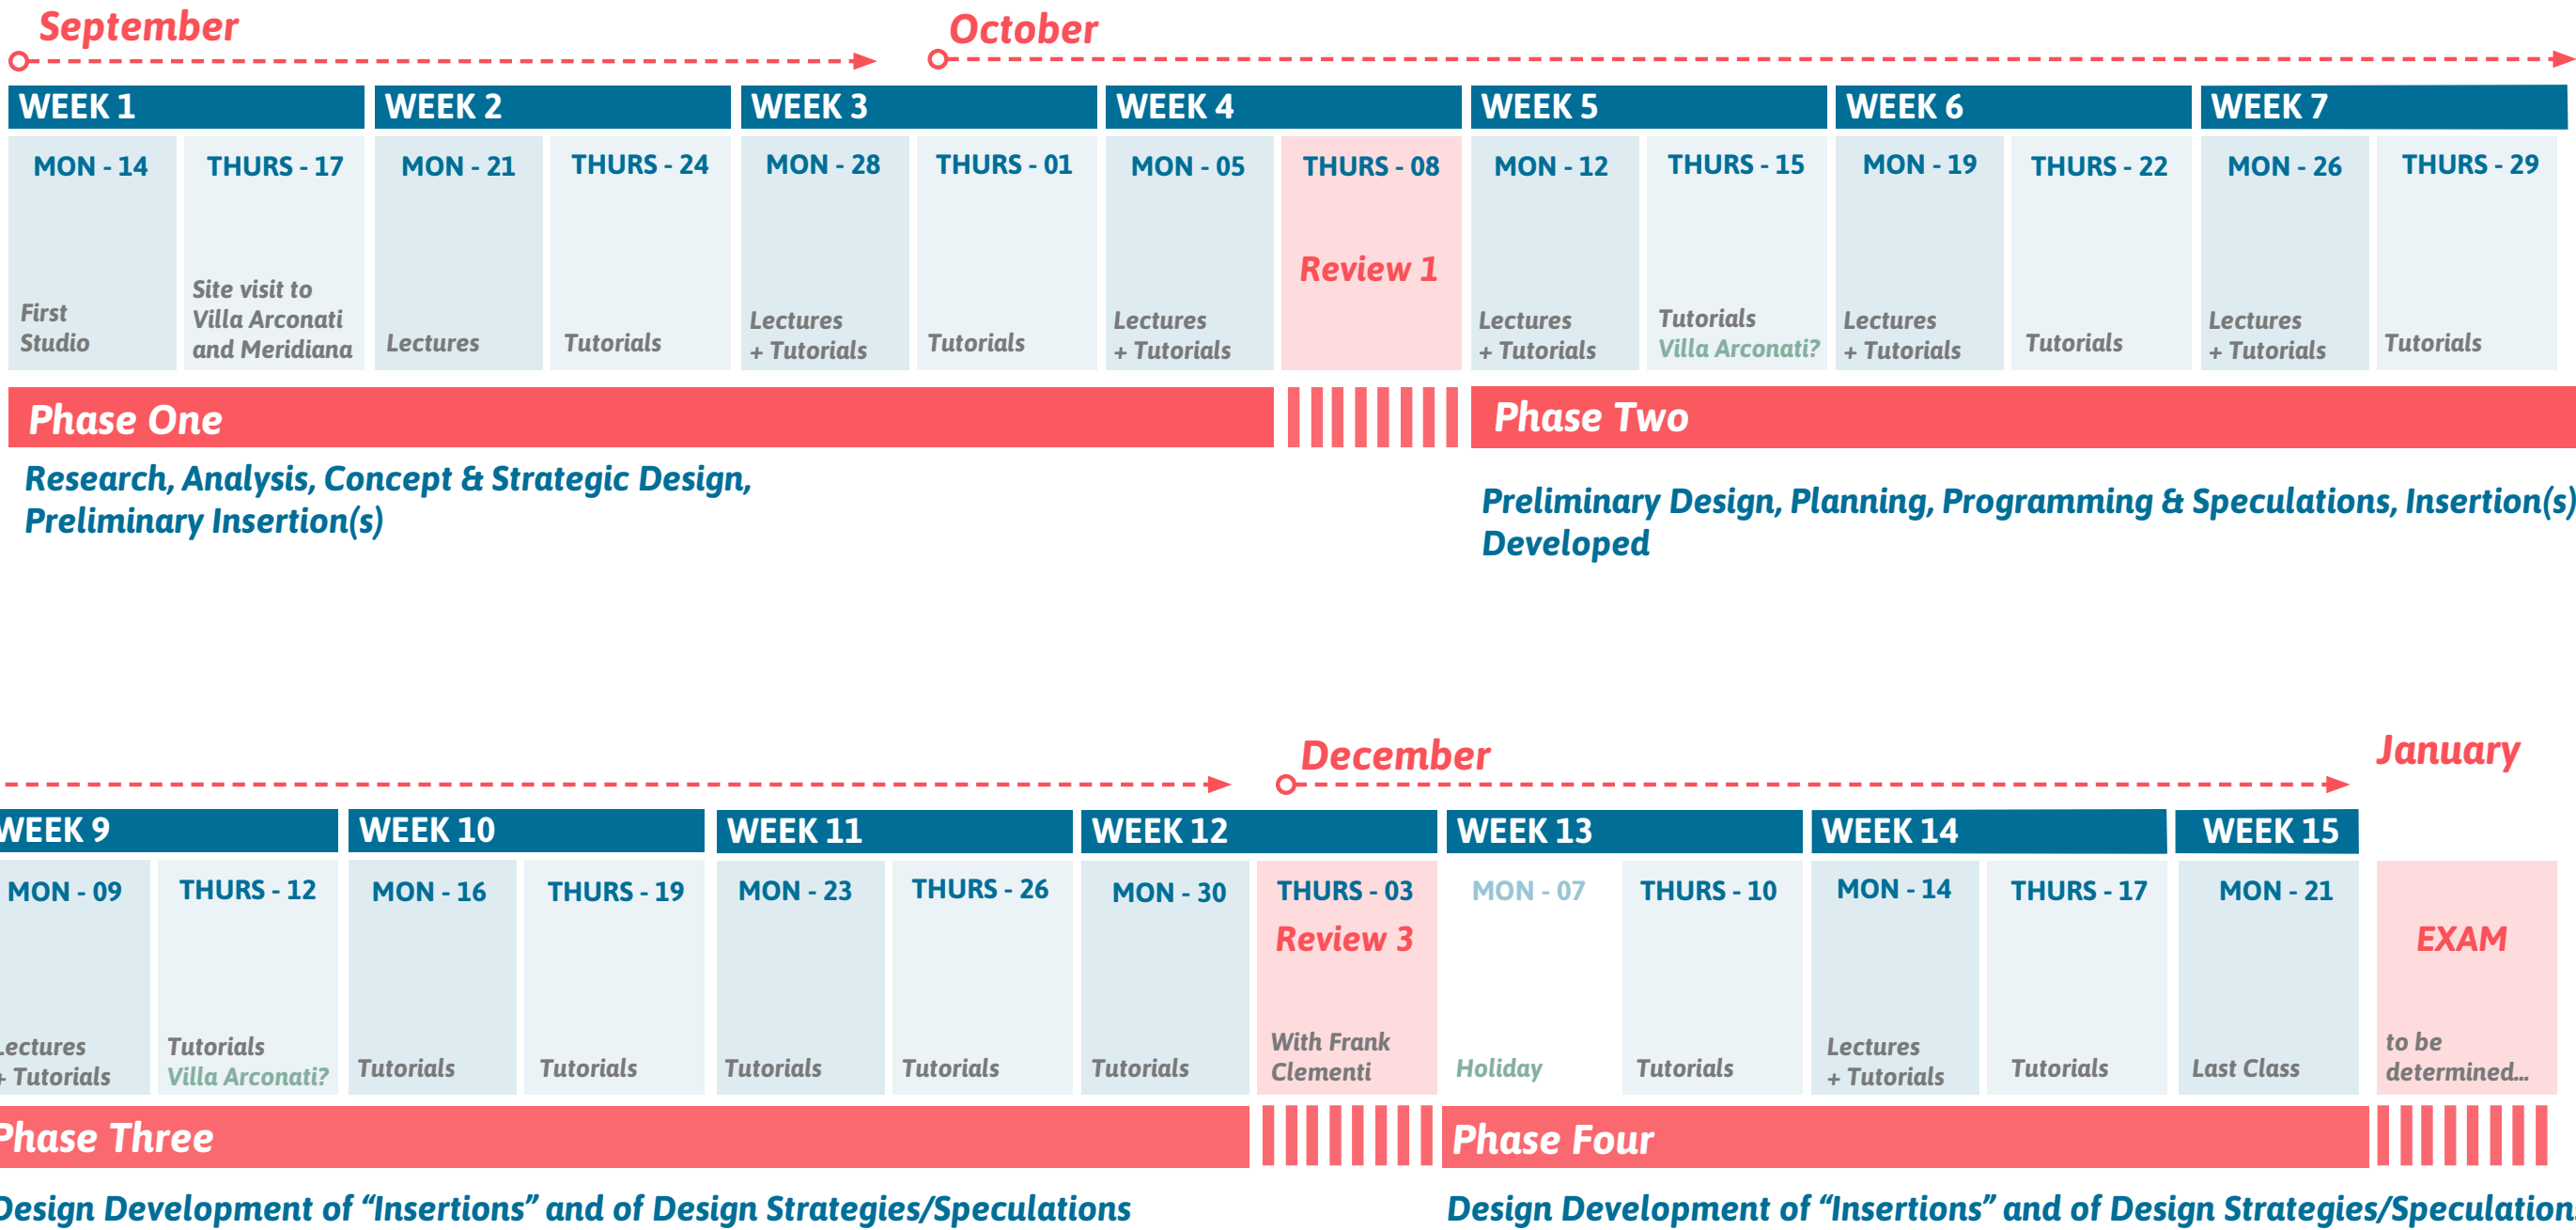 September
October
WEEK 1
WEEK 2
WEEK 3
WEEK 4
WEEK 5
WEEK 6
WEEK 7
MON - 14
THURS - 17
MON - 21
THURS - 24
MON - 28
THURS - 01
MON - 05
THURS - 08
MON - 12
THURS - 15
MON - 19
THURS - 22
MON - 26
THURS - 29
First
Studio
Site visit to
Villa Arconati
and Meridiana
Lectures
Tutorials
Lectures
+ Tutorials
Tutorials
Lectures
+ Tutorials
Review 1
Lectures
+ Tutorials
Tutorials
Villa Arconati?
Lectures
+ Tutorials
Tutorials
Lectures
+ Tutorials
Tutorials
Phase One
Phase Two
Research, Analysis, Concept & Strategic Design,
Preliminary Insertion(s)
Preliminary Design, Planning, Programming & Speculations, Insertion(s)
Developed
December
January
WEEK 9
WEEK 10
WEEK 11
WEEK 12
WEEK 13
WEEK 14
WEEK 15
MON - 09
THURS - 12
MON - 16
THURS - 19
MON - 23
THURS - 26
MON - 30
THURS - 03
MON - 07
THURS - 10
MON - 14
THURS - 17
MON - 21
Lectures
+ Tutorials
Tutorials
Villa Arconati?
Tutorials
Tutorials
Tutorials
Tutorials
Tutorials
Review 3
With Frank
Clementi
Holiday
Tutorials
Lectures
+ Tutorials
Tutorials
Last Class
EXAM
to be
determined...
Phase Three
Phase Four
Design Development of “Insertions” and of Design Strategies/Speculations
Design Development of “Insertions” and of Design Strategies/Speculation